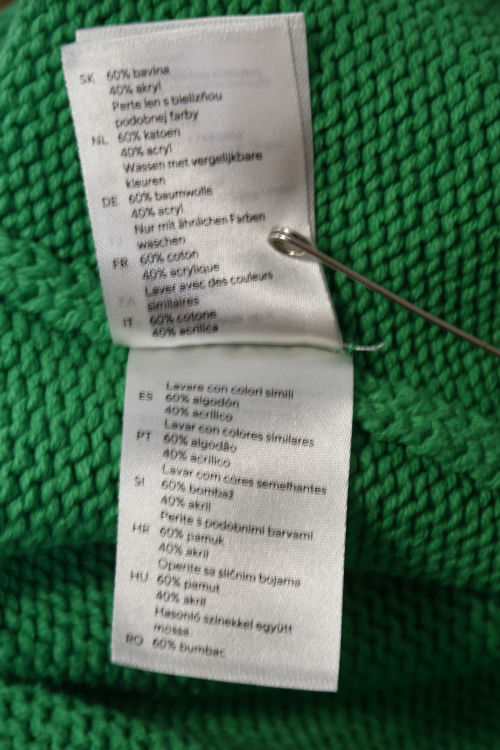 SK 60% bavlna
40% akryl
Perte len s bielizňou
podobnej farby
NL 60% katoen
40% acryl
Wassen met vergelijkbare
kleuren
DE 60% baumwolle
40% acryl
Nur mit ähnlichen Farben
waschen
FR 60% coton
40% acrylique
Laver avec des couleurs
similaires
IT 60% cotone
40% acrilica
Lavare con colori simili
ES 60% algodón
40% acrílico
Lavar con colores similares
PT 60% algodão
40% acrílico
Lavar com cores semelhantes
SI 60% bombaž
40% akril
Perite s podobnimi barvami
HR 60% pamuk
40% akril
Operite sa sličnim bojama
HU 60% pamut
40% akril
Hasonló színekkel együtt
mossa
RO 60% bumbac